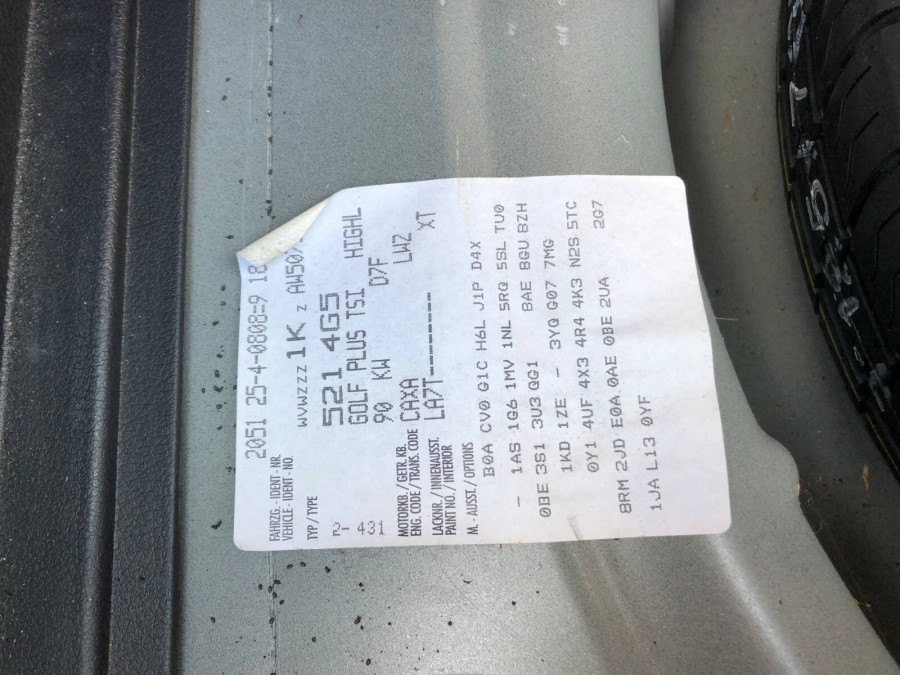 2051 25-4-0808=9 18
FAHRZG.-IDENT-NR.
VEHICLE-IDENT-NO.
WVWZZZ 1K Z AW507
TYP/TYPE
521 4G5
GOLF PLUS TSI HIGHL
2- 431
90 KW D7F
MOTORKB./GETR.KB.
ENG.CODE/TRANS.CODE
CAXA LWZ
LACKNR./INNENAUSST.
PAINT NO./INTERIOR
LA7T-------- XT
M.-AUSST./OPTIONS
B0A CV0 G1C H6L J1P D4X
- 1AS 1G6 1MV 1NL 5RQ 5SL TU0
0BE 3S1 3U3 QG1 8AE 8GU BZH
1KD 1ZE - 3YQ G07 7MG
0Y1 4UF 4X3 4R4 4K3 N2S 5TC
8RM 2JD E0A 0AE 0BE 2UA 2G7
1JA L13 0YF